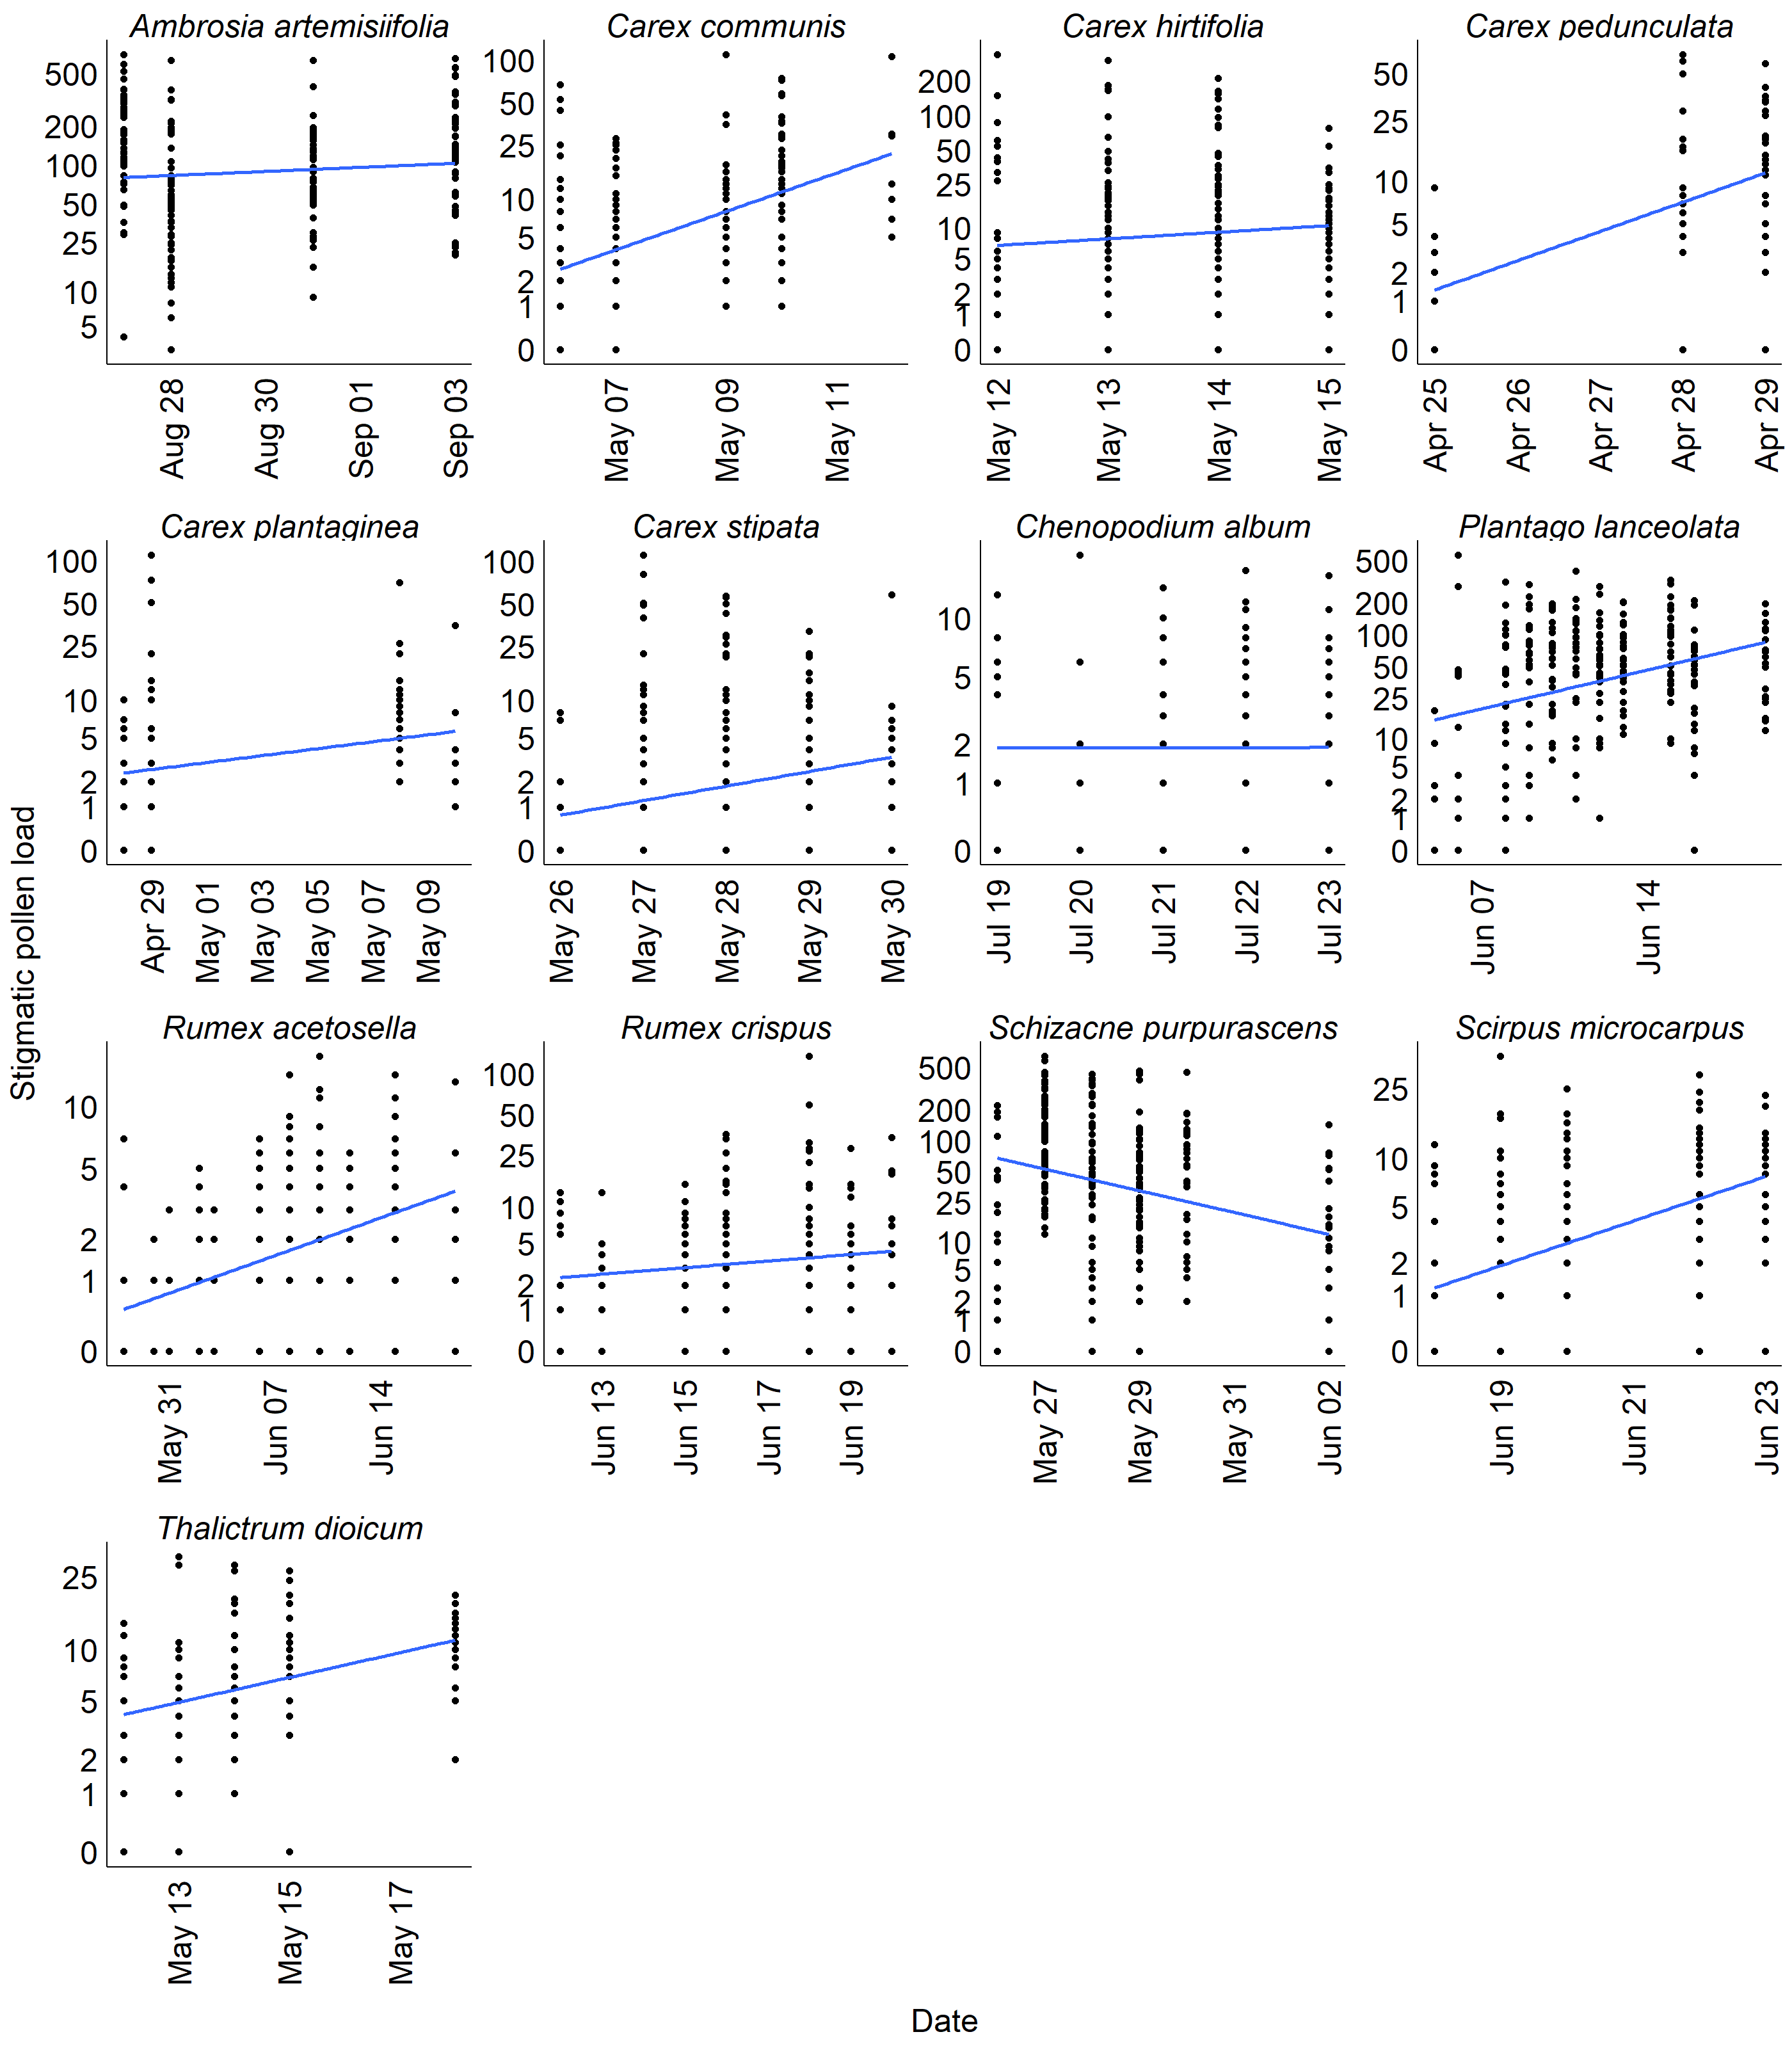 Ambrosia artemisiifolia Carex communis Carex hirtifolia Carex pedunculata
500 200 100 50 25 10 5
100 50 25 10 5 2 1 0
200 100 50 25 10 5 2 1 0
50 25 10 5 2 1 0
Aug 28 Aug 30 Sep 01 Sep 03
May 07 May 09 May 11
May 12 May 13 May 14 May 15
Apr 25 Apr 26 Apr 27 Apr 28 Apr 29
Stigmatic pollen load
Carex plantaginea Carex stipata Chenopodium album Plantago lanceolata
100 50 25 10 5 2 1 0
100 50 25 10 5 2 1 0
10 5 2 1 0
500 200 100 50 25 10 5 2 1 0
Apr 29 May 01 May 03 May 05 May 07 May 09
May 26 May 27 May 28 May 29 May 30
Jul 19 Jul 20 Jul 21 Jul 22 Jul 23
Jun 07 Jun 14
Rumex acetosella Rumex crispus Schizacne purpurascens Scirpus microcarpus
10 5 2 1 0
100 50 25 10 5 2 1 0
500 200 100 50 25 10 5 2 1 0
25 10 5 2 1 0
May 31 Jun 07 Jun 14
Jun 13 Jun 15 Jun 17 Jun 19
May 27 May 29 May 31 Jun 02
Jun 19 Jun 21 Jun 23
Thalictrum dioicum
25 10 5 2 1 0
May 13 May 15 May 17
Date